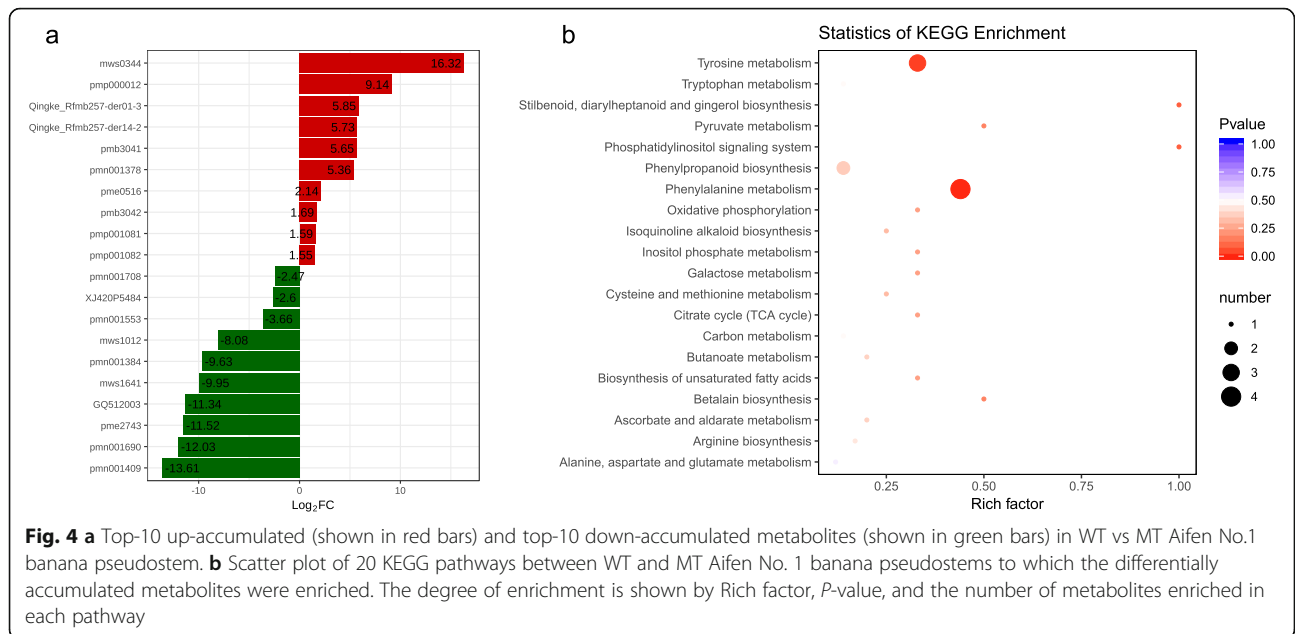 a
mws0344
16.32
pmp000012
9.14
Qingke_Rfmb257-der01-3
5.85
Qingke_Rfmb257-der14-2
5.73
pmb3041
5.65
pmn001378
5.36
pme0516
2.14
pmb3042
1.69
pmp001081
1.59
pmp001082
1.55
pmn001708
-2.47
XJ420P5484
-2.6
pmn001553
-3.66
mws1012
-8.08
pmn001384
-9.63
mws1641
-9.95
GQ512003
-11.34
pme2743
-11.52
pmn001690
-12.03
pmn001409
-13.61
-10 0 10
Log2FC
b
Statistics of KEGG Enrichment
Tyrosine metabolism
Tryptophan metabolism
Stilbenoid, diarylheptanoid and gingerol biosynthesis
Pyruvate metabolism
Phosphatidylinositol signaling system
Phenylpropanoid biosynthesis
Phenylalanine metabolism
Oxidative phosphorylation
Isoquinoline alkaloid biosynthesis
Inositol phosphate metabolism
Galactose metabolism
Cysteine and methionine metabolism
Citrate cycle (TCA cycle)
Carbon metabolism
Butanoate metabolism
Biosynthesis of unsaturated fatty acids
Betalain biosynthesis
Ascorbate and aldarate metabolism
Arginine biosynthesis
Alanine, aspartate and glutamate metabolism
0.25 0.50 0.75 1.00
Rich factor
Pvalue
1.00
0.75
0.50
0.25
0.00
number
1
2
3
4
Fig. 4 a Top-10 up-accumulated (shown in red bars) and top-10 down-accumulated metabolites (shown in green bars) in WT vs MT Aifen No.1
banana pseudostem. b Scatter plot of 20 KEGG pathways between WT and MT Aifen No. 1 banana pseudostems to which the differentially
accumulated metabolites were enriched. The degree of enrichment is shown by Rich factor, P-value, and the number of metabolites enriched in
each pathway